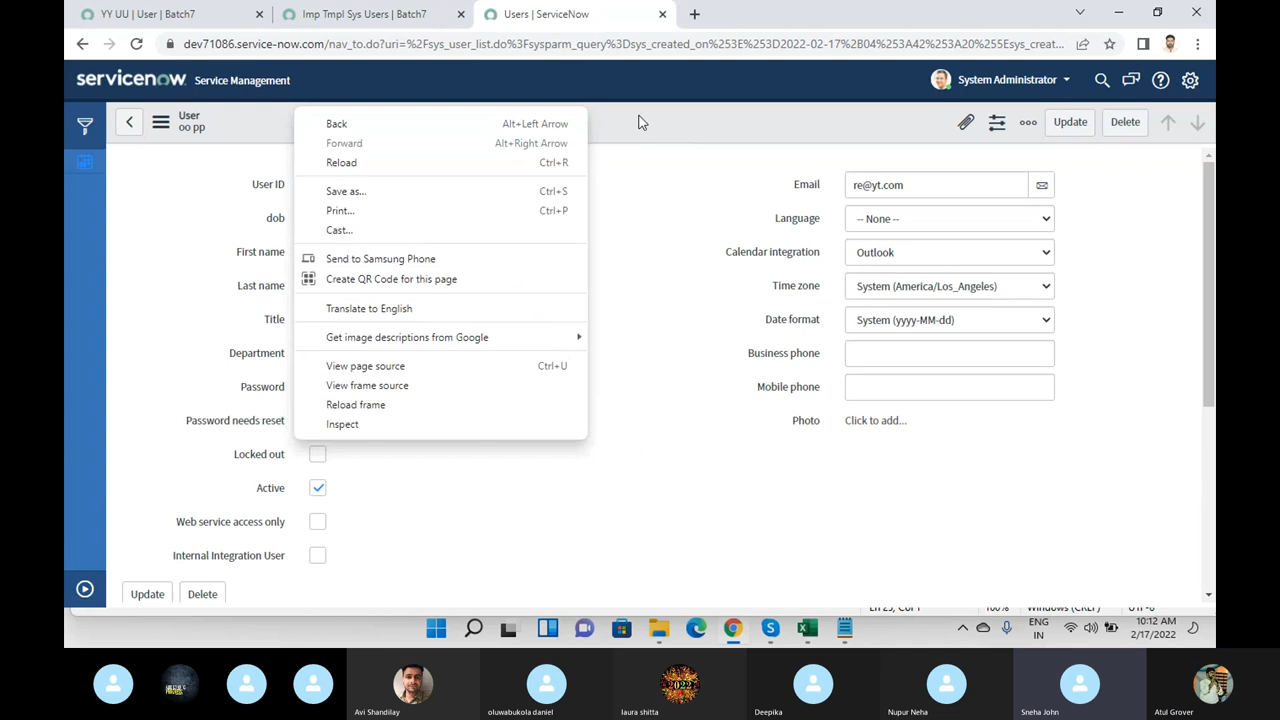 YY UU | User | Batch7
Imp Tmpl Sys Users | Batch7
Users | ServiceNow
dev71086.service-now.com/nav_to.do?uri=%2Fsys_user_list.do%3Fsysparm_query%3Dsys_created_on%253E%253D2022-02-17%2B04%253A42%253A20%255Esys_creat...
servicenow Service Management
System Administrator
User
oo pp
Update
Delete
Back Alt+Left Arrow
Forward Alt+Right Arrow
Reload Ctrl+R
Save as... Ctrl+S
Print... Ctrl+P
Cast...
Send to Samsung Phone
Create QR Code for this page
Translate to English
Get image descriptions from Google
View page source Ctrl+U
View frame source
Reload frame
Inspect
User ID
dob
First name
Last name
Title
Department
Password
Password needs reset
Locked out
Active
Web service access only
Internal Integration User
Email re@yt.com
Language -- None --
Calendar integration Outlook
Time zone System (America/Los_Angeles)
Date format System (yyyy-MM-dd)
Business phone
Mobile phone
Photo Click to add...
Update
Delete
100%
Windows (CRLF)
UTF-8
ENG
IN
10:12 AM
2/17/2022
2022
Avi Shandilay
oluwabukola daniel
laura shitta
Deepika
Nupur Neha
Sneha John
Atul Grover